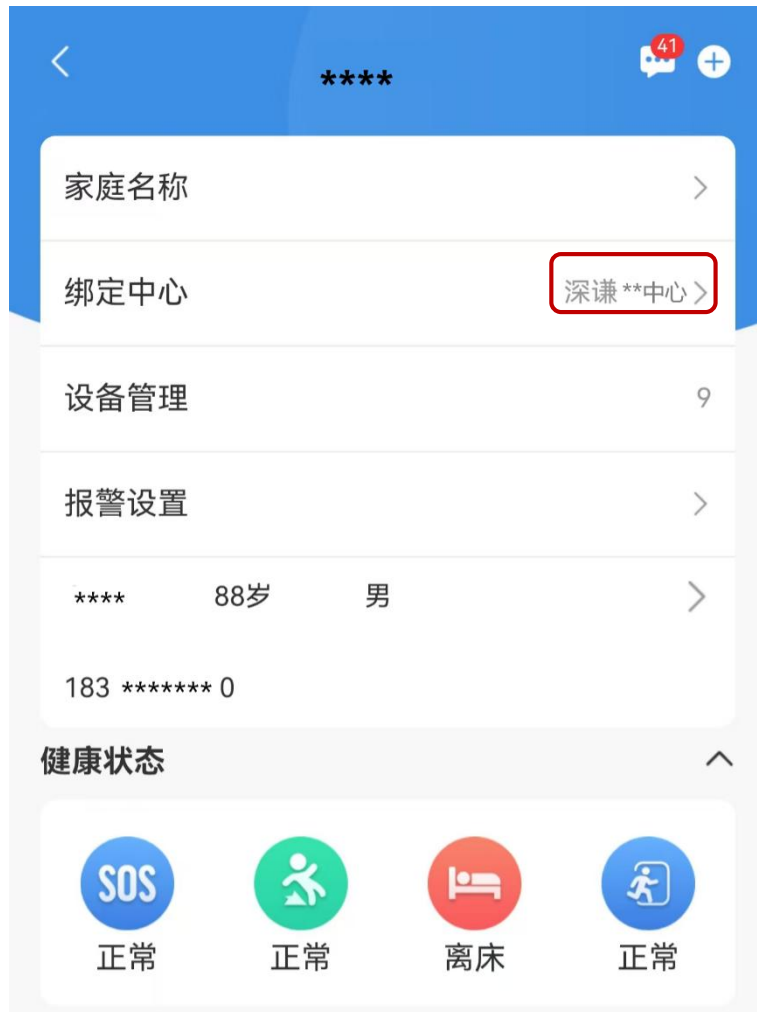 41
****
家庭名称
绑定中心 深谦**中心
设备管理 9
报警设置
**** 88岁 男
183 ******* 0
健康状态
SOS
正常 正常 离床 正常